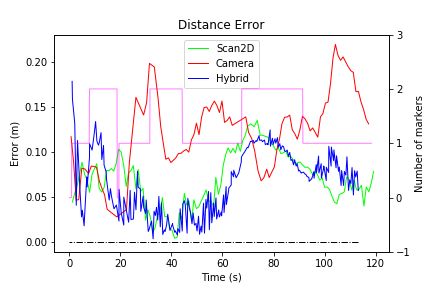 Distance Error
Error (m)
0.20
0.15
0.10
0.05
0.00
Scan2D
Camera
Hybrid
3
2
1
0
−1
Number of markers
0 20 40 60 80 100 120
Time (s)